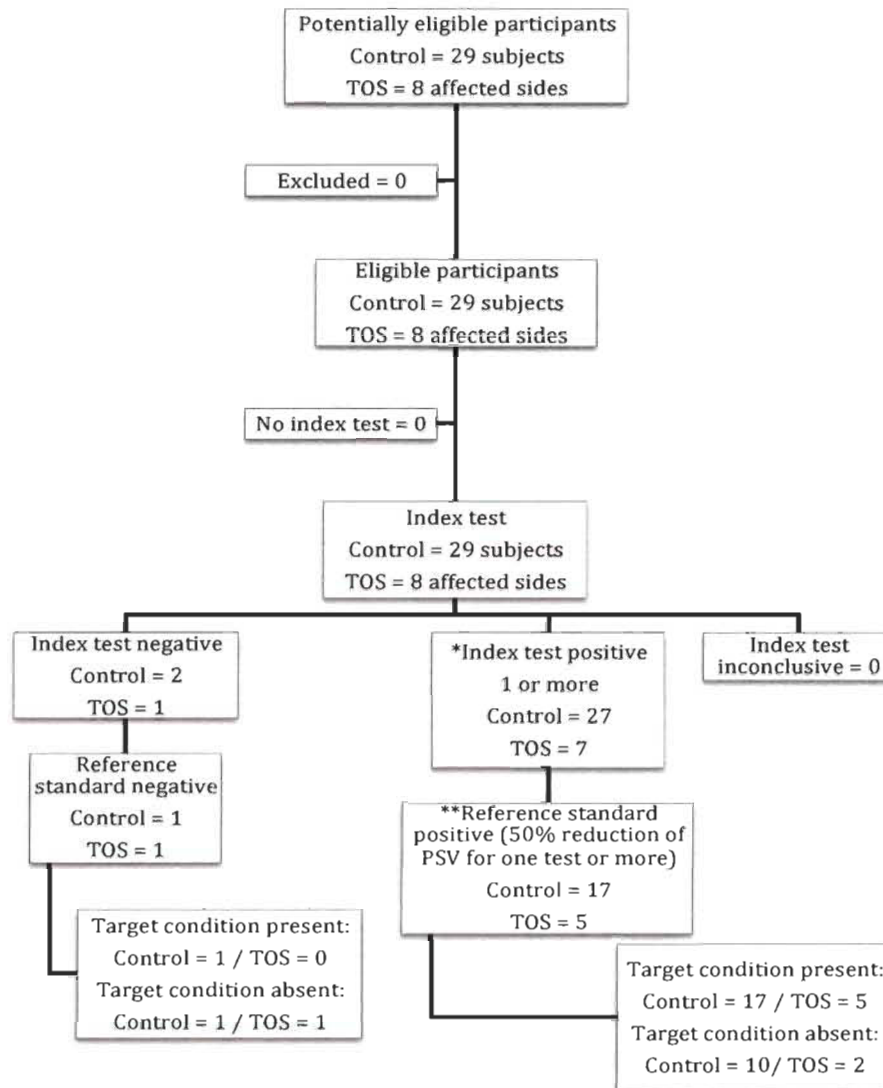 Potentially eligible participants
Control = 29 subjects
TOS = 8 affected sides
Excluded = 0
Eligible participants
Control = 29 subjects
TOS = 8 affected sides
No index test = 0
Index test
Control = 29 subjects
TOS = 8 affected sides
Index test negative
Control = 2
TOS = 1
*Index test positive
1 or more
Control = 27
TOS = 7
Index test
inconclusive = 0
Reference
standard negative
Control = 1
TOS = 1
**Reference standard
positive (50% reduction of
PSV for one test or more)
Control = 17
TOS = 5
Target condition present:
Control = 1 / TOS = 0
Target condition absent:
Control = 1 / TOS = 1
Target condition present:
Control = 17 / TOS = 5
Target condition absent:
Control = 10/ TOS = 2